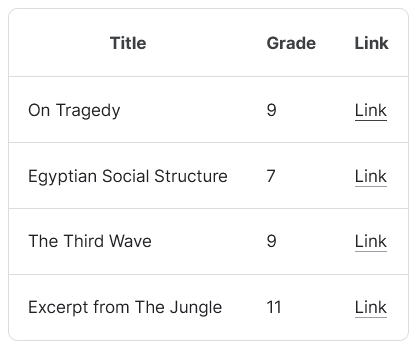 Title Grade Link
On Tragedy 9 Link
Egyptian Social Structure 7 Link
The Third Wave 9 Link
Excerpt from The Jungle 11 Link